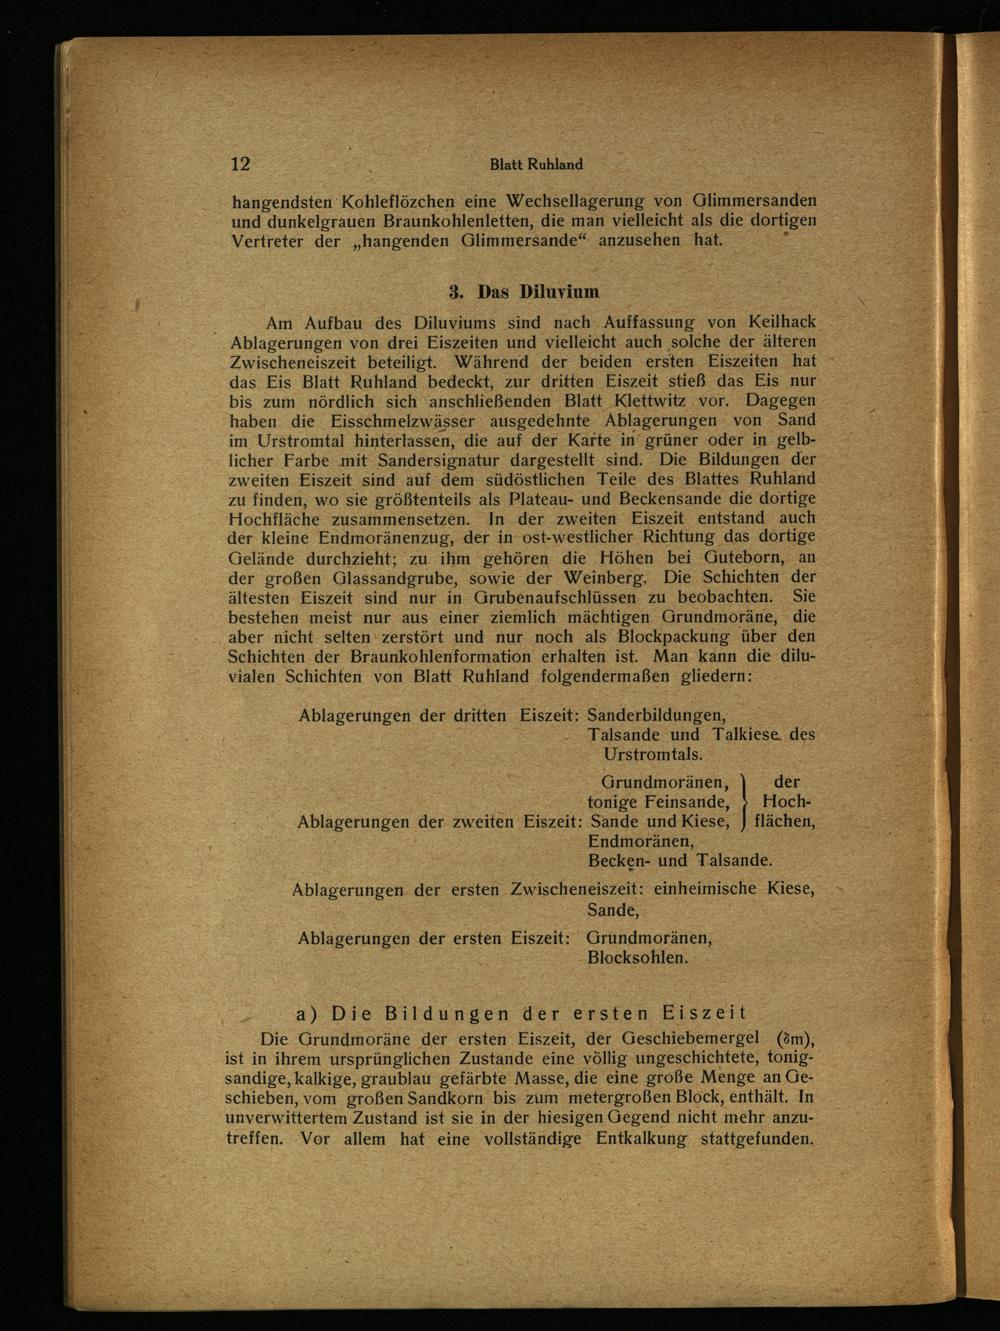 12
Blatt Ruhland
hangendsten Kohleflözchen eine Wechsellagerung von Glimmersanden
und dunkelgrauen Braunkohlenletten, die man vielleicht als die dortigen
Vertreter der „hangenden Glimmersande“ anzusehen hat.
3. Das Diluvium
Am Aufbau des Diluviums sind nach Auffassung von Keilhack
Ablagerungen von drei Eiszeiten und vielleicht auch solche der älteren
Zwischeneiszeit beteiligt. Während der beiden ersten Eiszeiten hat
das Eis Blatt Ruhland bedeckt, zur dritten Eiszeit stieß das Eis nur
bis zum nördlich sich anschließenden Blatt Klettwitz vor. Dagegen
haben die Eisschmelzwässer ausgedehnte Ablagerungen von Sand
im Urstromtal hinterlassen, die auf der Karte in grüner oder in gelb-
licher Farbe mit Sandersignatur dargestellt sind. Die Bildungen der
zweiten Eiszeit sind auf dem südöstlichen Teile des Blattes Ruhland
zu finden, wo sie größtenteils als Plateau- und Beckensande die dortige
Hochfläche zusammensetzen. In der zweiten Eiszeit entstand auch
der kleine Endmoränenzug, der in ost-westlicher Richtung das dortige
Gelände durchzieht; zu ihm gehören die Höhen bei Guteborn, an
der großen Glassandgrube, sowie der Weinberg. Die Schichten der
ältesten Eiszeit sind nur in Grubenaufschlüssen zu beobachten. Sie
bestehen meist nur aus einer ziemlich mächtigen Grundmoräne, die
aber nicht selten zerstört und nur noch als Blockpackung über den
Schichten der Braunkohlenformation erhalten ist. Man kann die dilu-
vialen Schichten von Blatt Ruhland folgendermaßen gliedern:
Ablagerungen der dritten Eiszeit: Sanderbildungen,
Talsande und Talkiese des
Urstromtals.
Grundmoränen, } der
tonige Feinsande, } Hoch-
Ablagerungen der zweiten Eiszeit: Sande und Kiese, } flächen,
Endmoränen,
Becken- und Talsande.
Ablagerungen der ersten Zwischeneiszeit: einheimische Kiese,
Sande,
Ablagerungen der ersten Eiszeit: Grundmoränen,
Blocksohlen.
a) Die Bildungen der ersten Eiszeit
Die Grundmoräne der ersten Eiszeit, der Geschiebemergel (δm),
ist in ihrem ursprünglichen Zustande eine völlig ungeschichtete, tonig-
sandige, kalkige, graublau gefärbte Masse, die eine große Menge an Ge-
schieben, vom großen Sandkorn bis zum metergroßen Block, enthält. In
unverwittertem Zustand ist sie in der hiesigen Gegend nicht mehr anzu-
treffen. Vor allem hat eine vollständige Entkalkung stattgefunden.